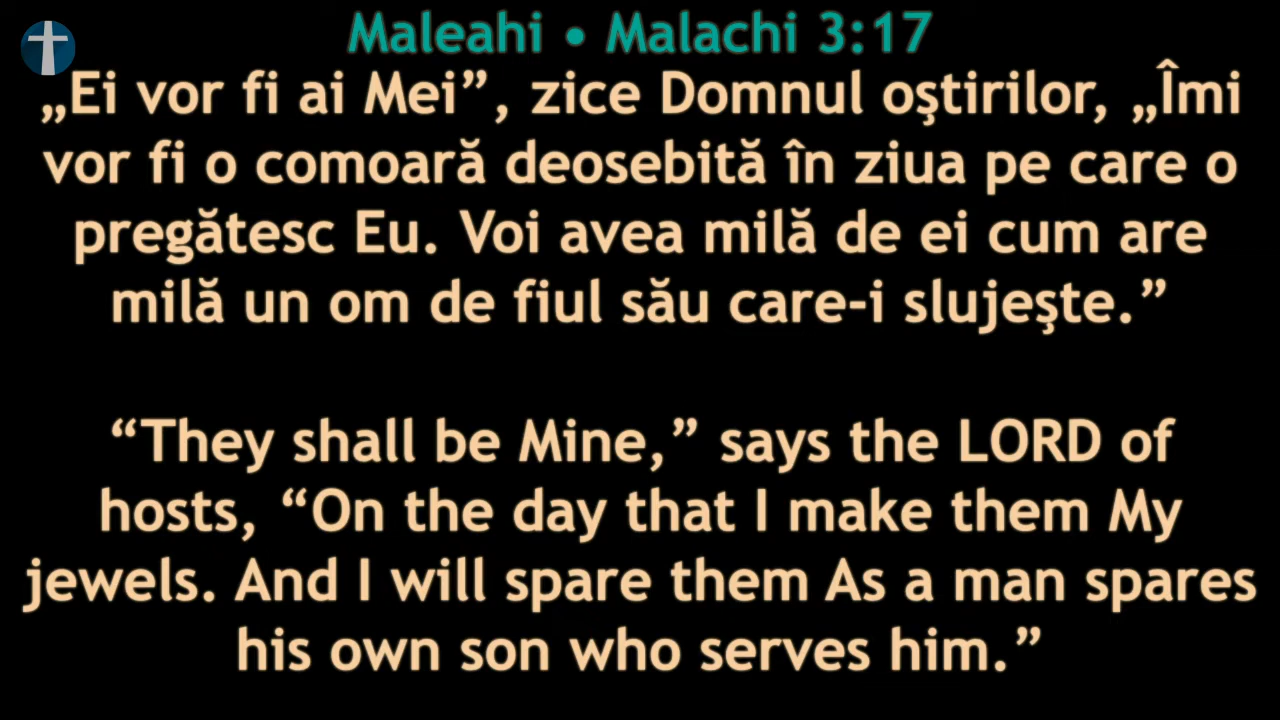 Maleahi • Malachi 3:17
„Ei vor fi ai Mei”, zice Domnul oştirilor, „Îmi
vor fi o comoară deosebită în ziua pe care o
pregătesc Eu. Voi avea milă de ei cum are
milă un om de fiul său care-i slujeşte.”
“They shall be Mine,” says the LORD of
hosts, “On the day that I make them My
jewels. And I will spare them As a man spares
his own son who serves him.”